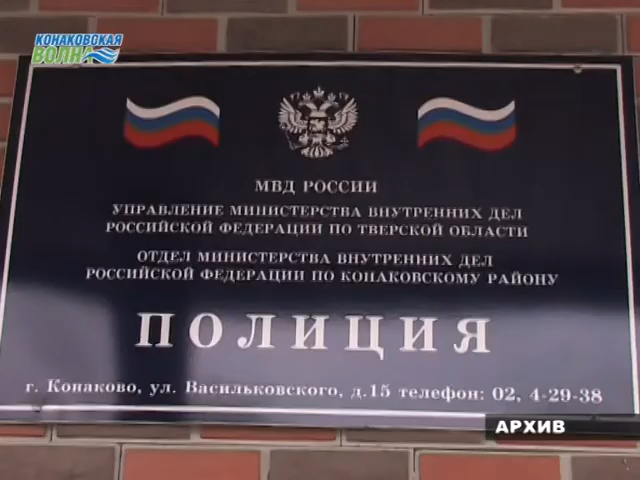 КОНАКОВСКАЯ
ВОЛНА
МВД РОССИИ
УПРАВЛЕНИЕ МИНИСТЕРСТВА ВНУТРЕННИХ ДЕЛ
РОССИЙСКОЙ ФЕДЕРАЦИИ ПО ТВЕРСКОЙ ОБЛАСТИ
ОТДЕЛ МИНИСТЕРСТВА ВНУТРЕННИХ ДЕЛ
РОССИЙСКОЙ ФЕДЕРАЦИИ ПО КОНАКОВСКОМУ РАЙОНУ
ПОЛИЦИЯ
г. Конаково, ул. Васильковского, д.15 телефон: 02, 4-29-38
АРХИВ